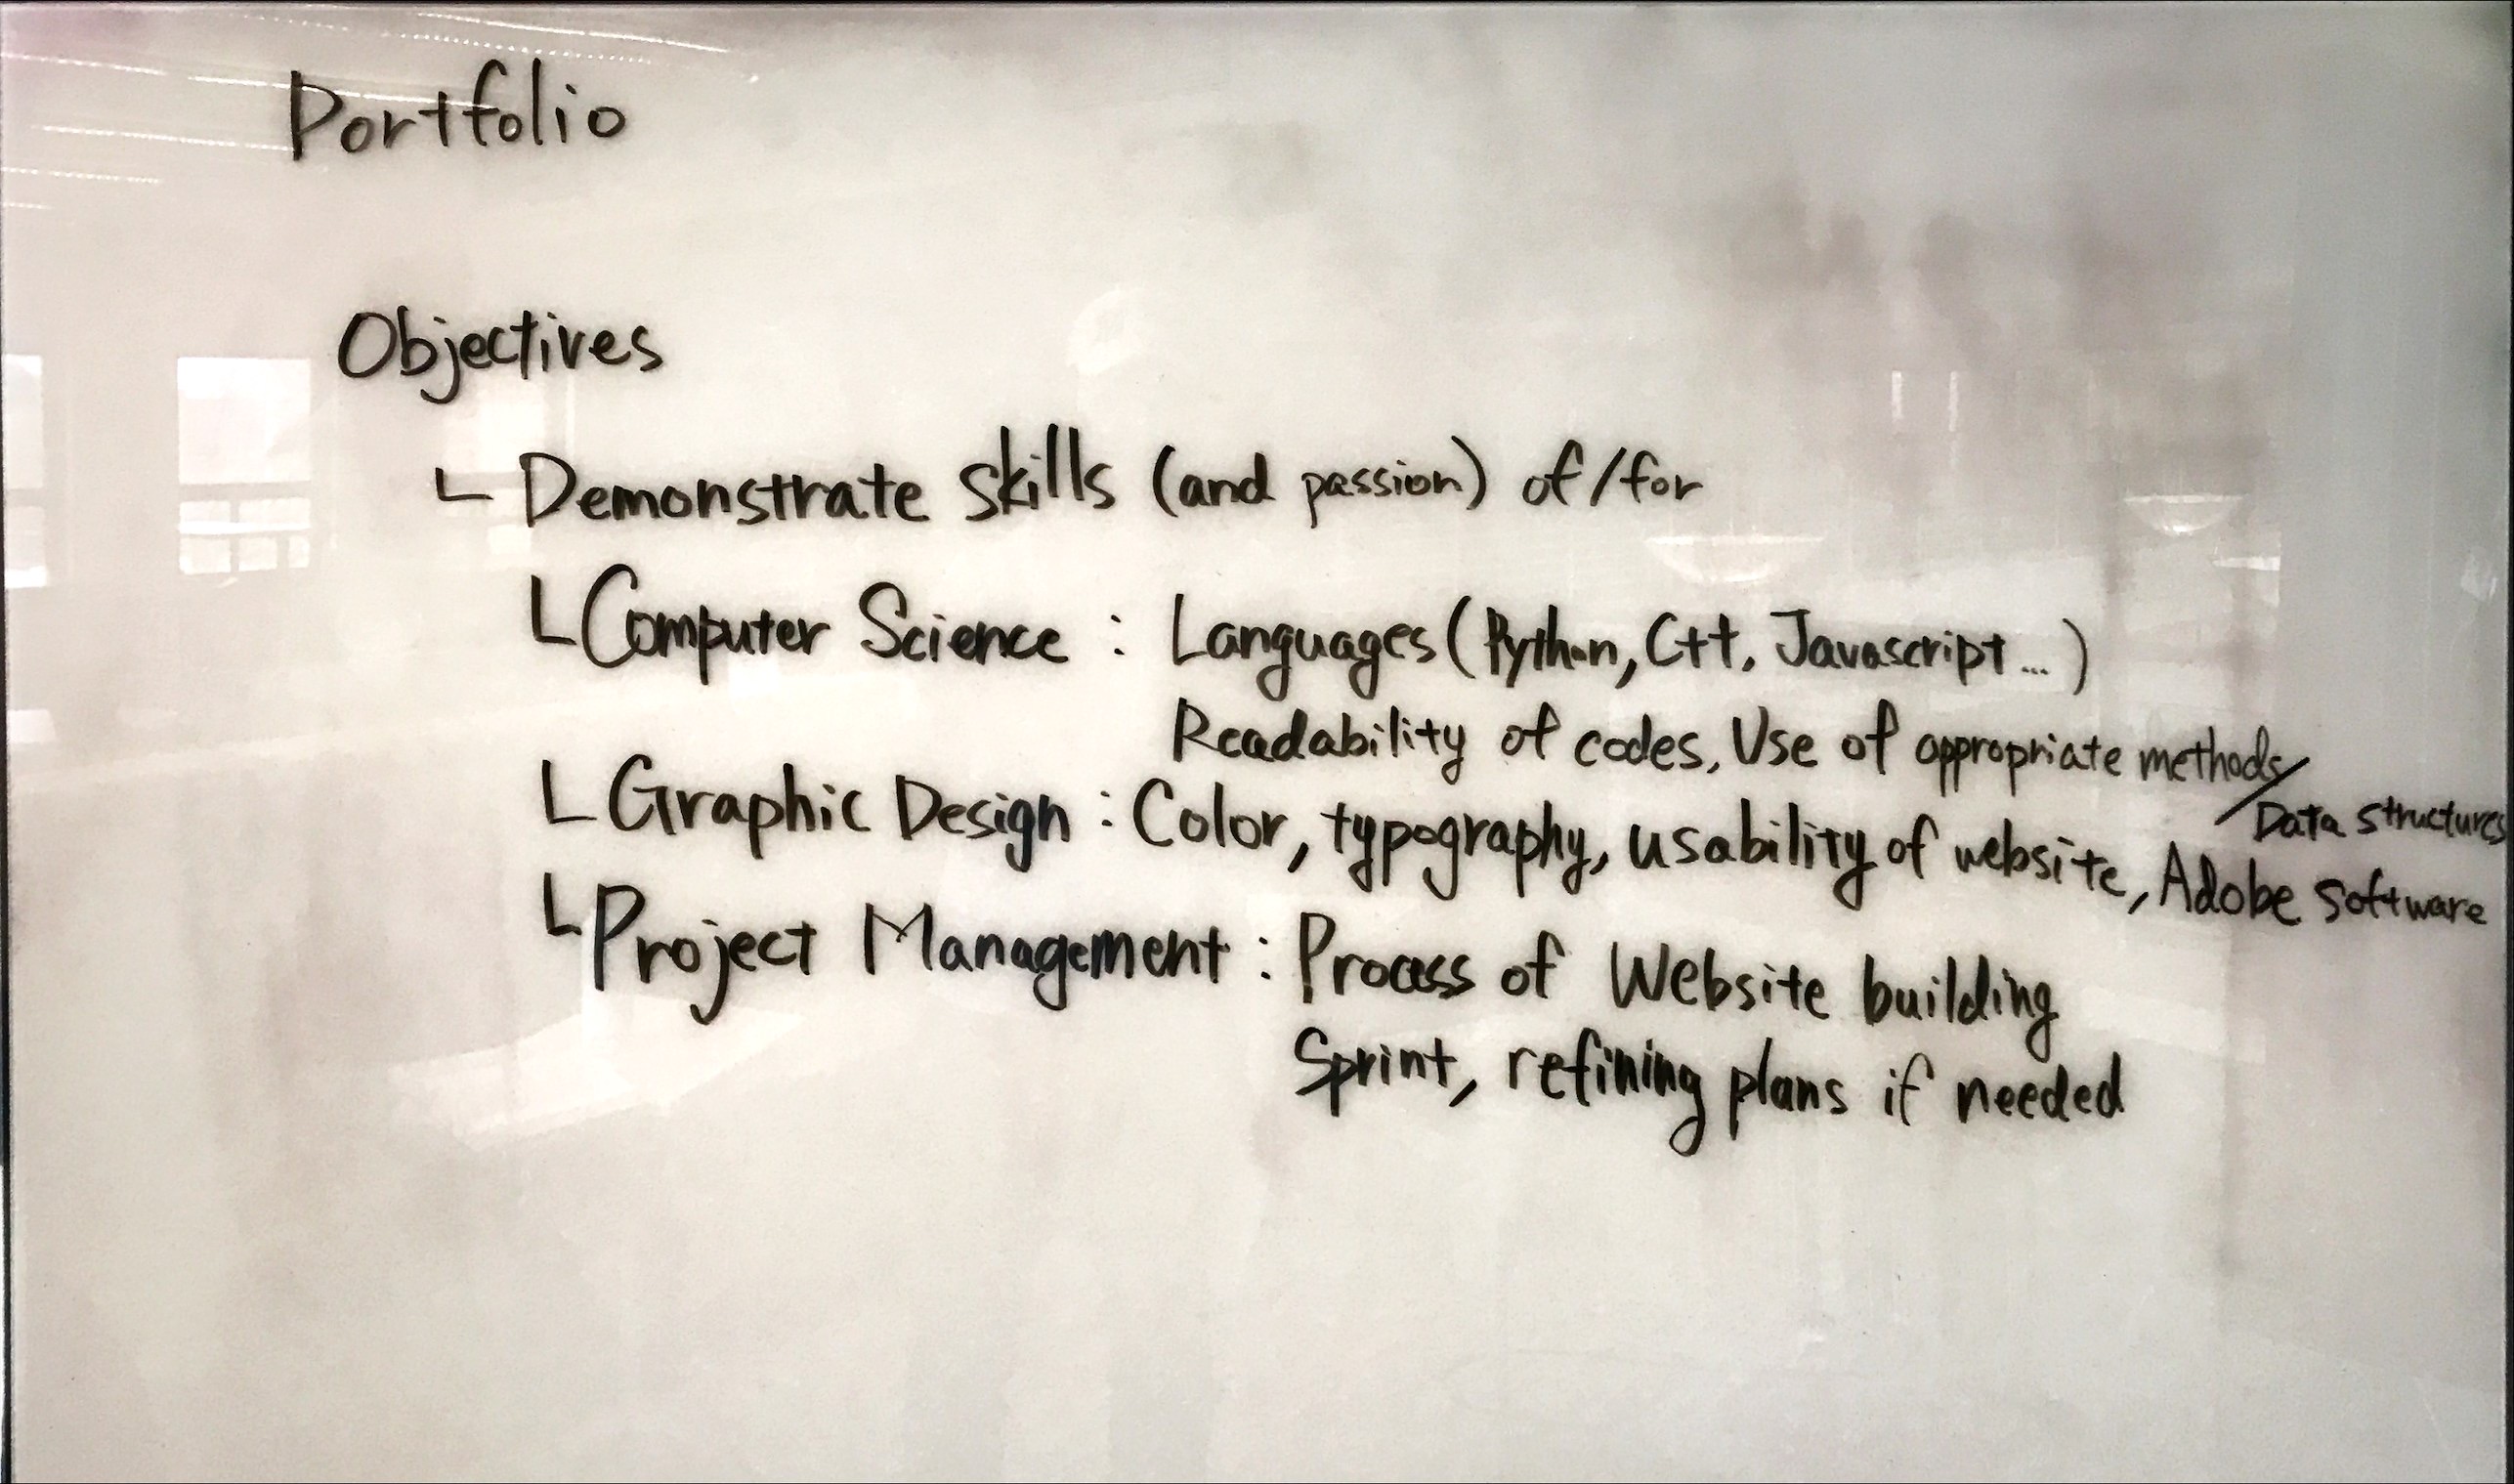 Portfolio
Objectives
└ Demonstrate skills (and passion) of/for
└ Computer Science : Languages (Python, C++, Javascript ... )
Readability of codes, Use of appropriate methods/
Data structures
└ Graphic Design : Color, typography, usability of website, Adobe software
└ Project Management : Process of Website building
Sprint, refining plans if needed